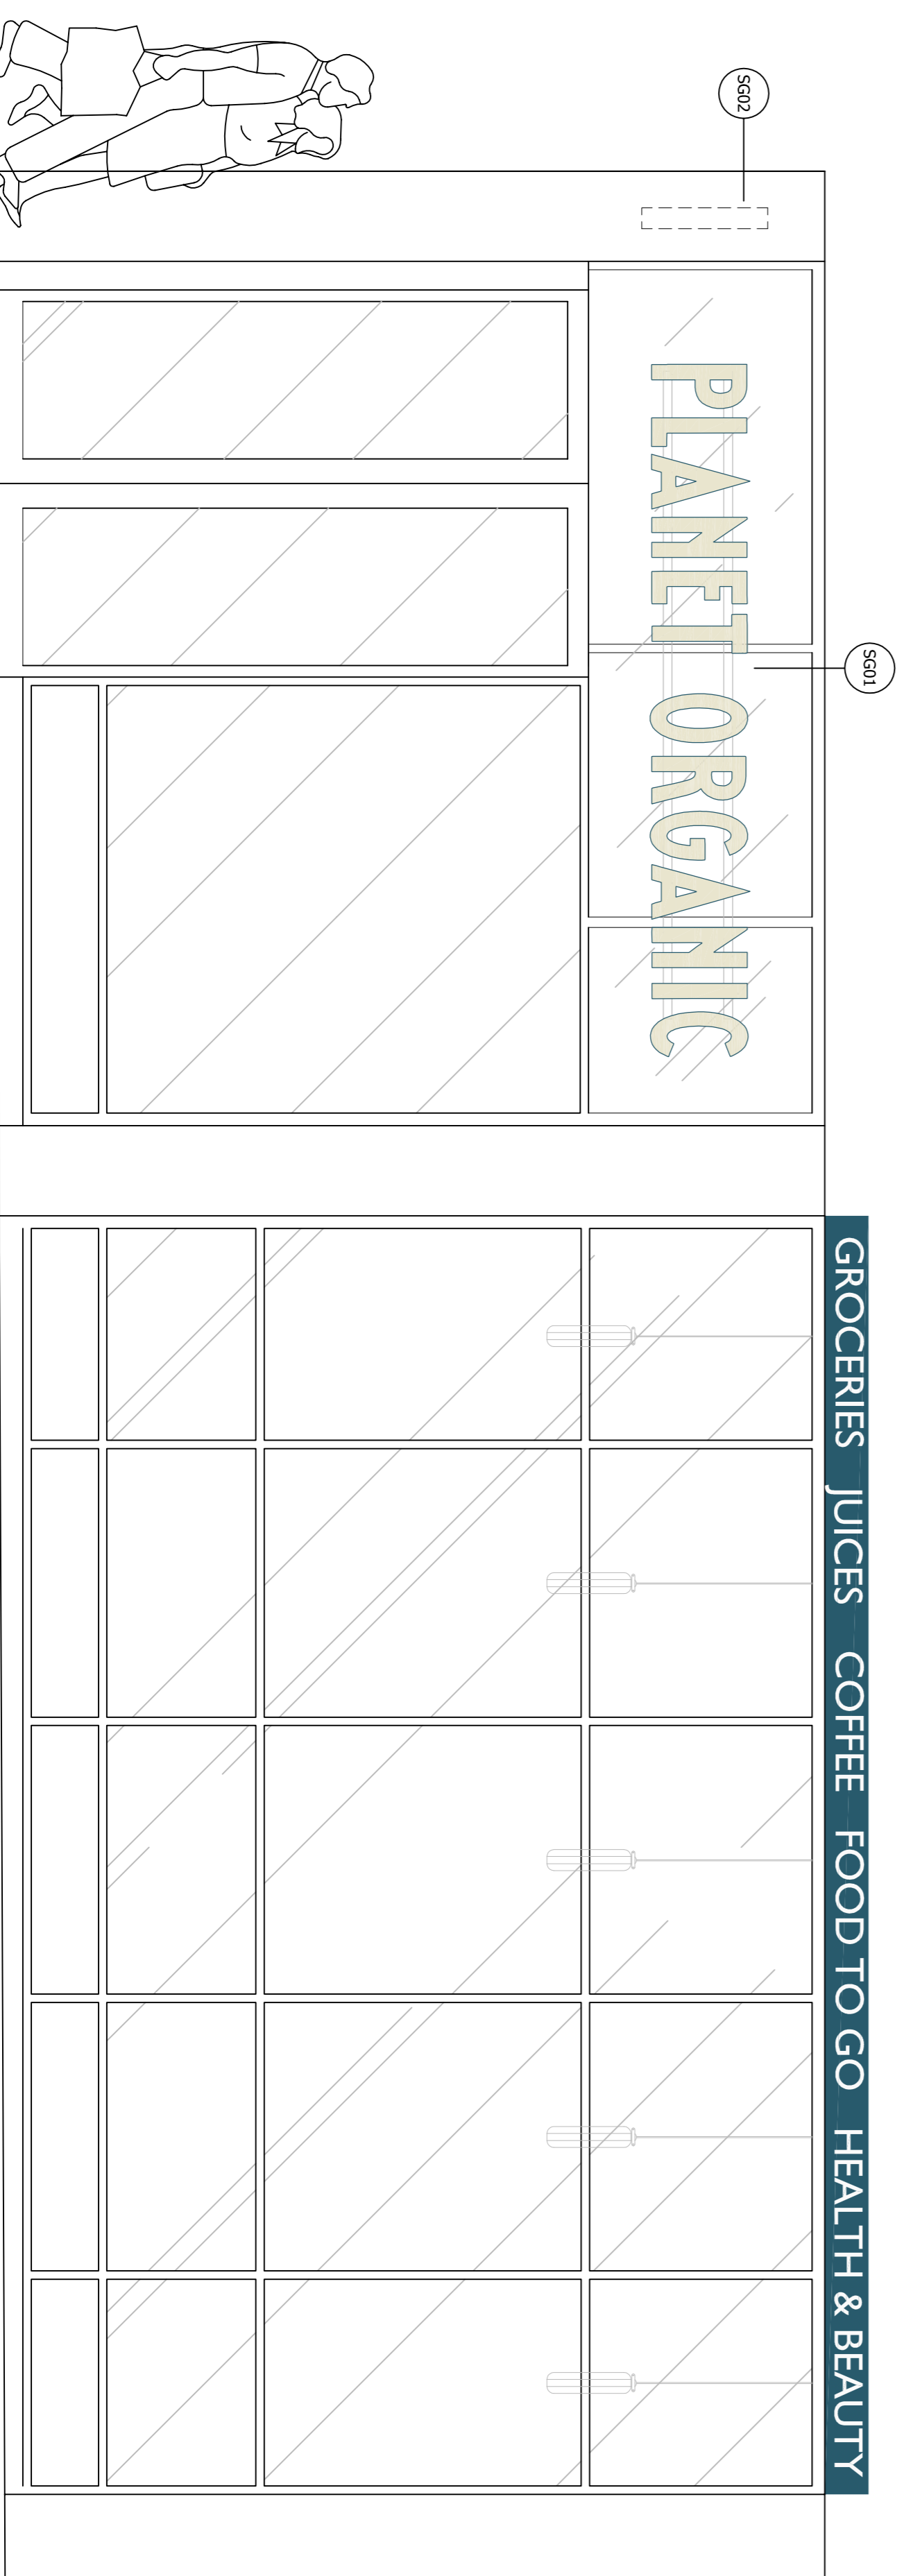 GROCERIES JUICES COFFEE FOOD TO GO HEALTH & BEAUTY
SG01
SG02
PLANET ORGANIC